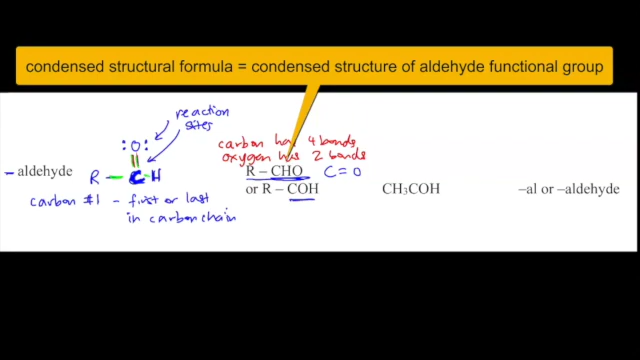 condensed structural formula = condensed structure of aldehyde functional group
reaction
sites
:O:
carbon has 4 bonds
oxygen has 2 bonds
– aldehyde
R – C – H
R – CHO C = O
or R – COH
CH₃COH
–al or –aldehyde
carbon #1 – first or last
in carbon chain